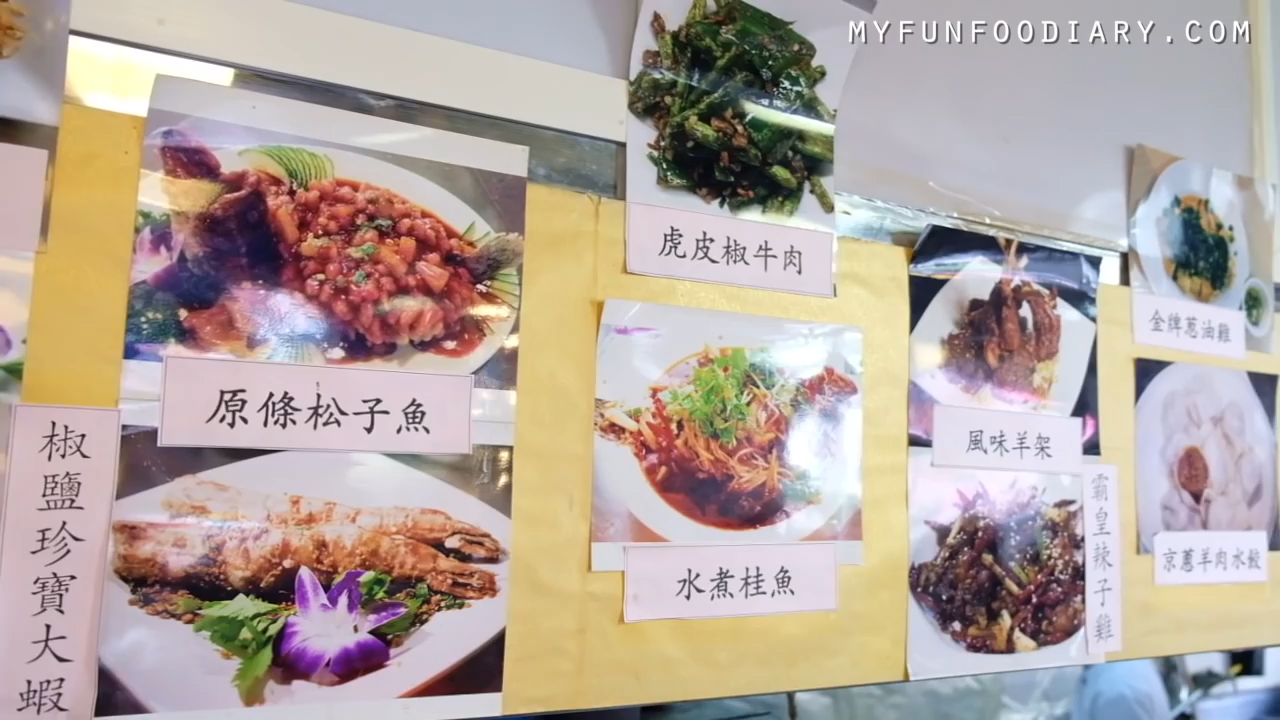 MYFUNFOODIARY.COM
原條松子魚
椒鹽珍寶大蝦
虎皮椒牛肉
水煮桂魚
風味羊架
霸皇辣子雞
金牌蔥油雞
京蔥羊肉水餃